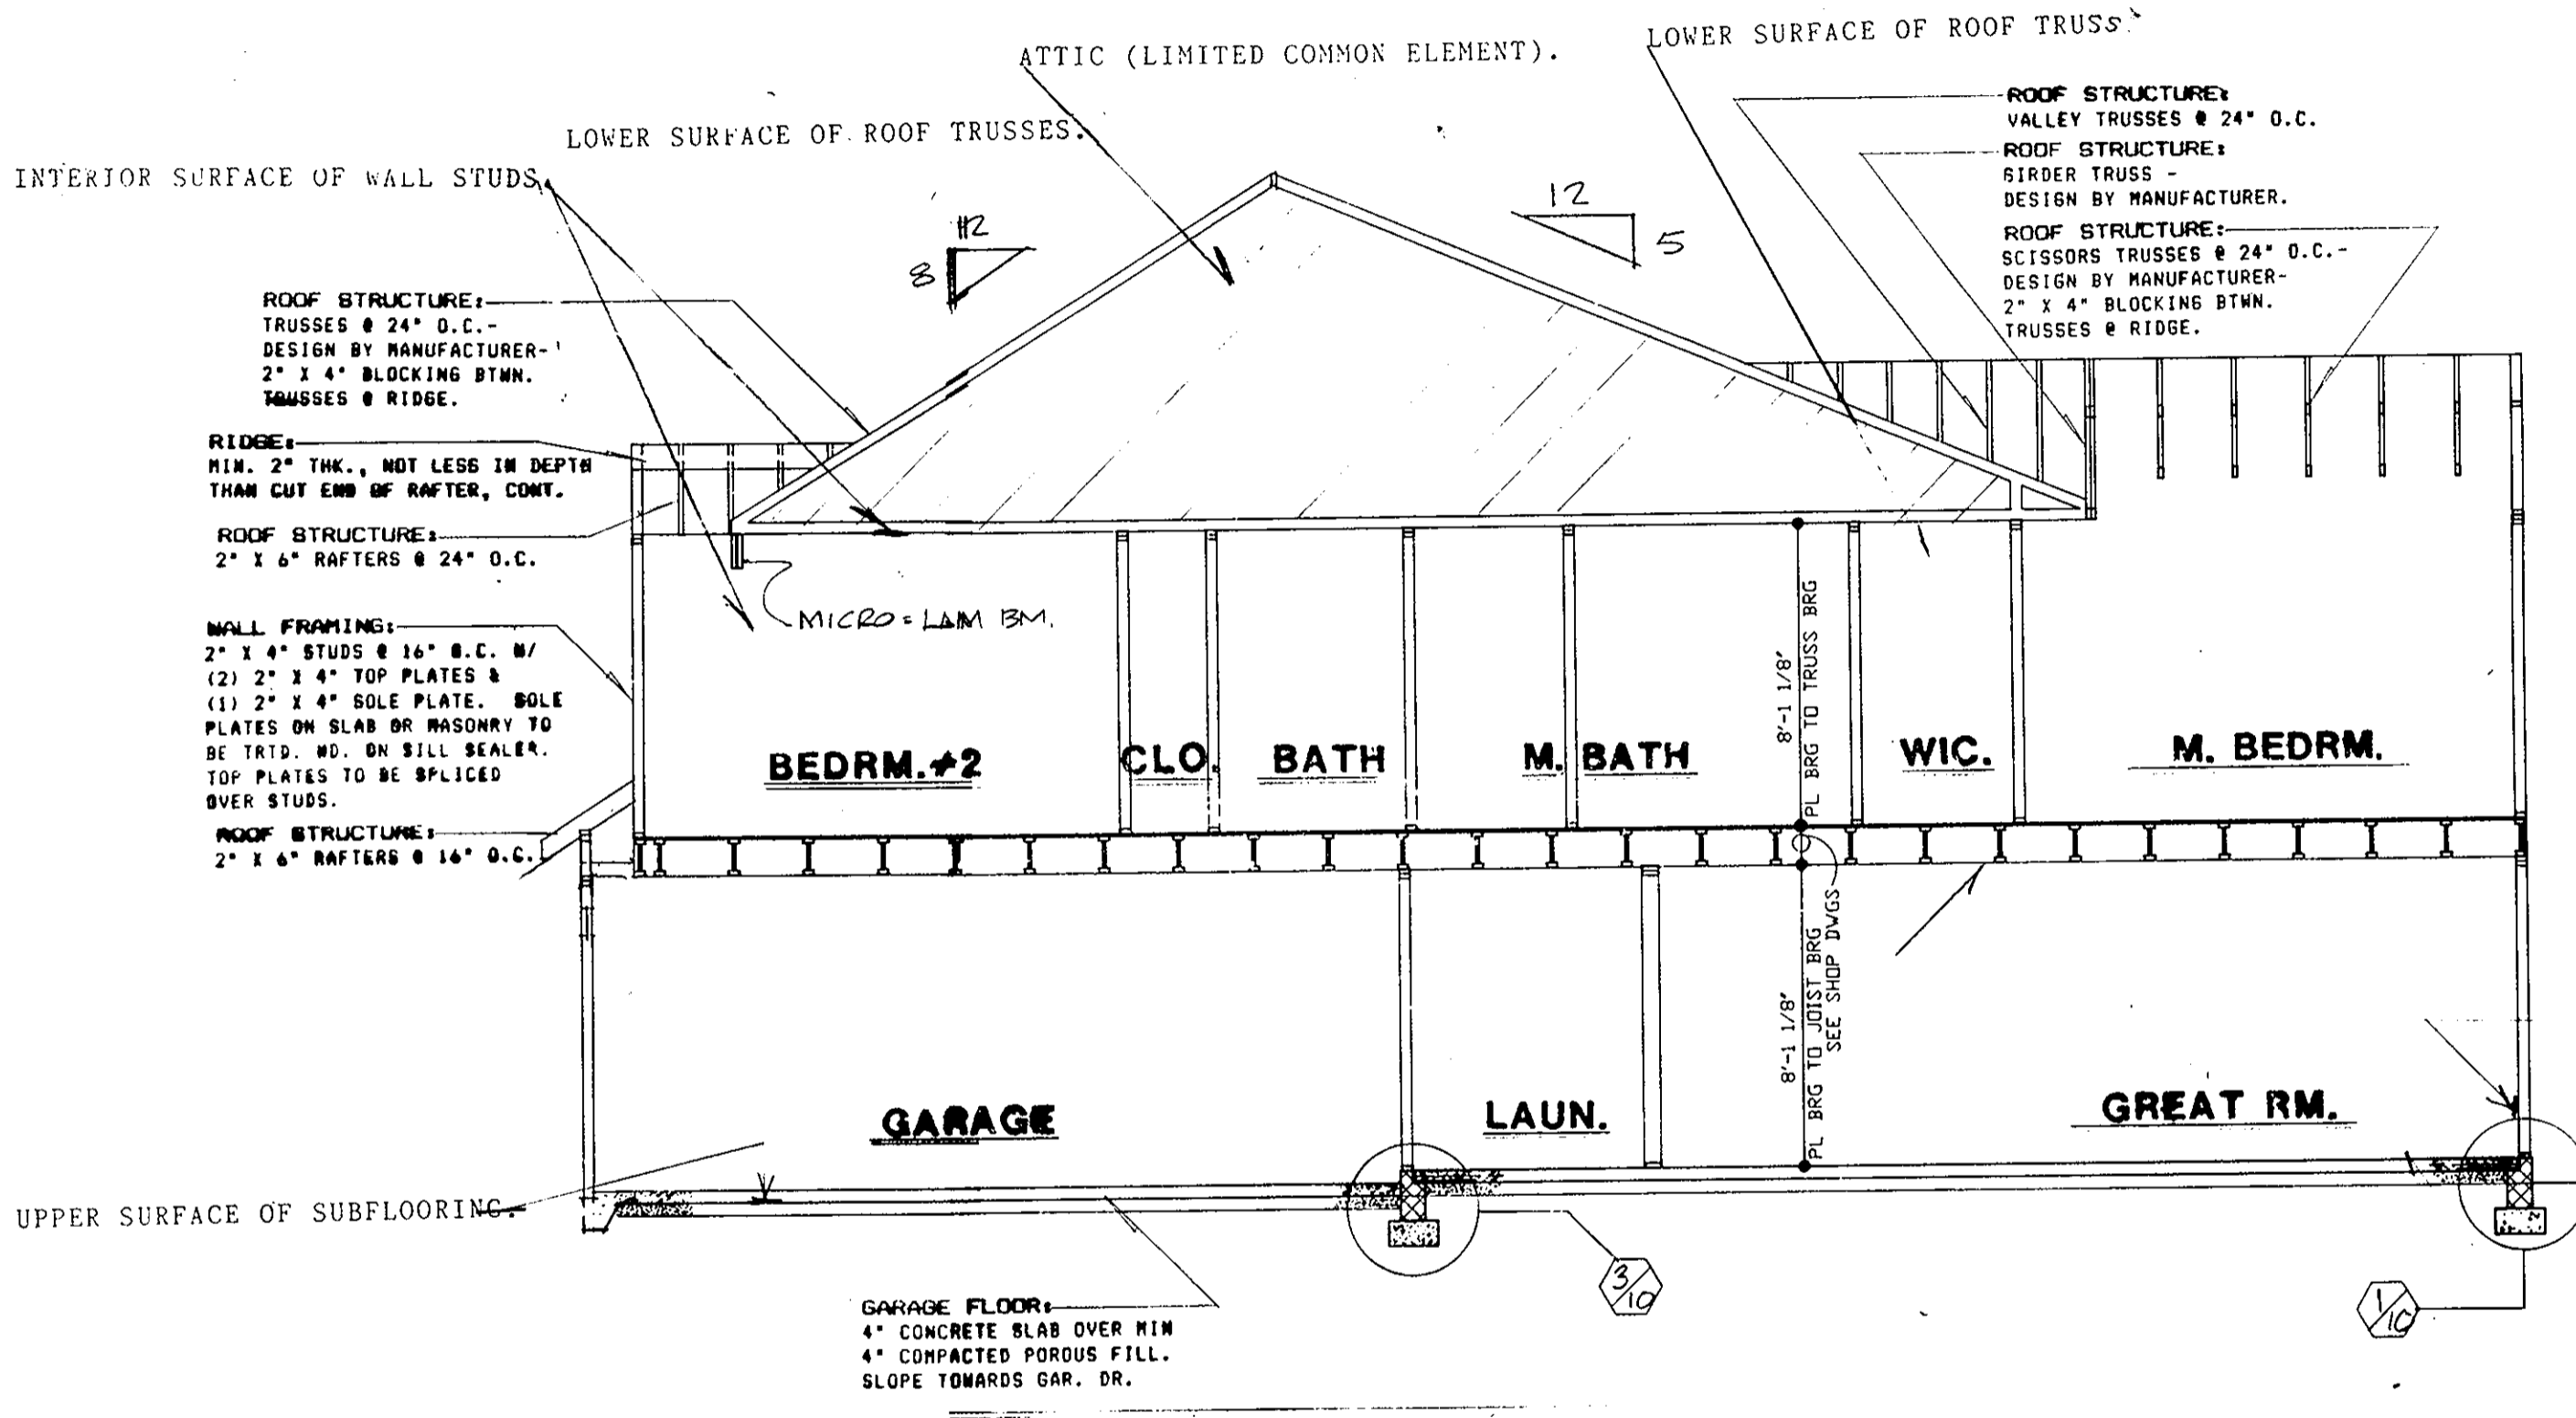 ATTIC (LIMITED COMMON ELEMENT).
LOWER SURFACE OF ROOF TRUSS
LOWER SURFACE OF ROOF TRUSSES.
INTERIOR SURFACE OF WALL STUDS
ROOF STRUCTURE:
VALLEY TRUSSES @ 24" O.C.
ROOF STRUCTURE:
GIRDER TRUSS -
DESIGN BY MANUFACTURER.
ROOF STRUCTURE:
SCISSORS TRUSSES @ 24" O.C.-
DESIGN BY MANUFACTURER-
2" X 4" BLOCKING BTWN.
TRUSSES @ RIDGE.
12
8
12
5
ROOF STRUCTURE:
TRUSSES @ 24" O.C.-
DESIGN BY MANUFACTURER-
2" X 4" BLOCKING BTWN.
TRUSSES @ RIDGE.
RIDGE:
MIN. 2" THK., NOT LESS IN DEPTH
THAN CUT END OF RAFTER, CONT.
ROOF STRUCTURE:
2" X 6" RAFTERS @ 24" O.C.
MICRO=LAM BM.
WALL FRAMING:
2" X 4" STUDS @ 16" O.C. W/
(2) 2" X 4" TOP PLATES &
(1) 2" X 4" SOLE PLATE. SOLE
PLATES ON SLAB OR MASONRY TO
BE TRTD. WD. ON SILL SEALER.
TOP PLATES TO BE SPLICED
OVER STUDS.
ROOF STRUCTURE:
2" X 6" RAFTERS @ 16" O.C.
BEDRM.#2
CLO.
BATH
M. BATH
8'-1 1/8'
PL BRG TO TRUSS BRG
WIC.
M. BEDRM.
GARAGE
LAUN.
8'-1 1/8'
PL BRG TO JOIST BRG
SEE SHOP DWGS
GREAT RM.
UPPER SURFACE OF SUBFLOORING.
3/10
1/10
GARAGE FLOOR:
4" CONCRETE SLAB OVER MIN
4" COMPACTED POROUS FILL.
SLOPE TOWARDS GAR. DR.